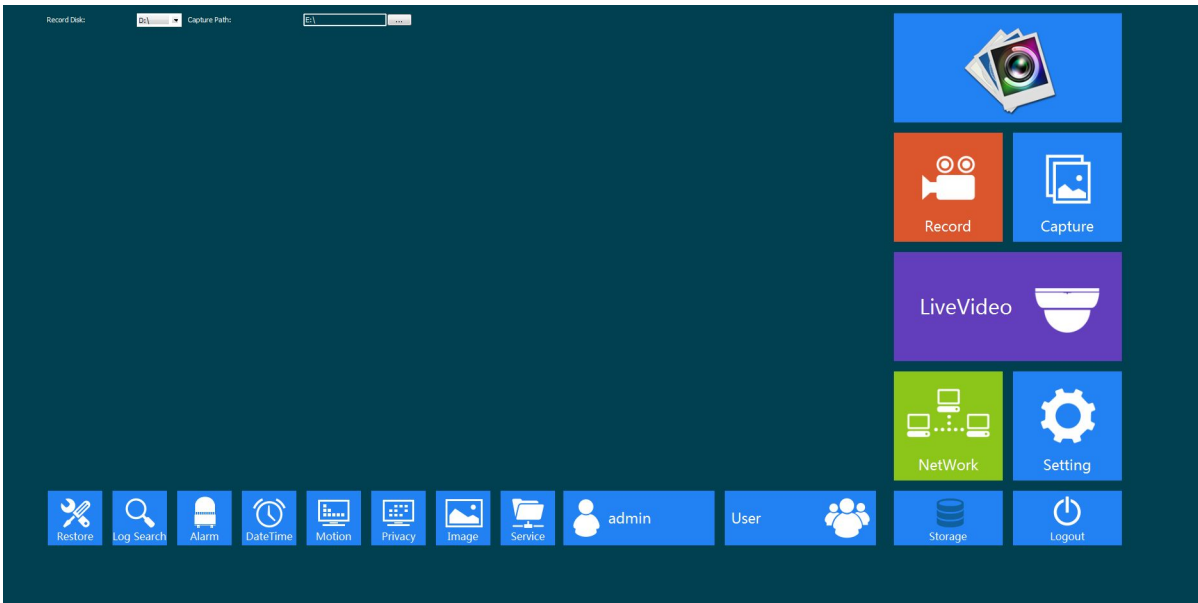 Record Disk: D:\ Capture Path: E:\ ...
Record Capture
LiveVideo
NetWork Setting
Restore Log Search Alarm DateTime Motion Privacy Image Service admin User Storage Logout